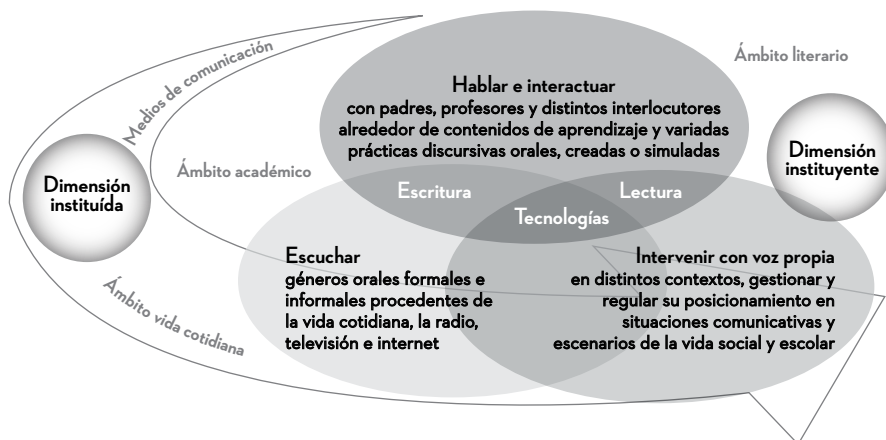 Medios de comunicación
Ámbito literario
Hablar e interactuar
con padres, profesores y distintos interlocutores
alrededor de contenidos de aprendizaje y variadas
prácticas discursivas orales, creadas o simuladas
Dimensión
instituída
Ámbito académico
Dimensión
instituyente
Escritura
Lectura
Tecnologías
Escuchar
géneros orales formales e
informales procedentes de
la vida cotidiana, la radio,
televisión e internet
Intervenir con voz propia
en distintos contextos, gestionar y
regular su posicionamiento en
situaciones comunicativas y
escenarios de la vida social y escolar
Ámbito vida cotidiana